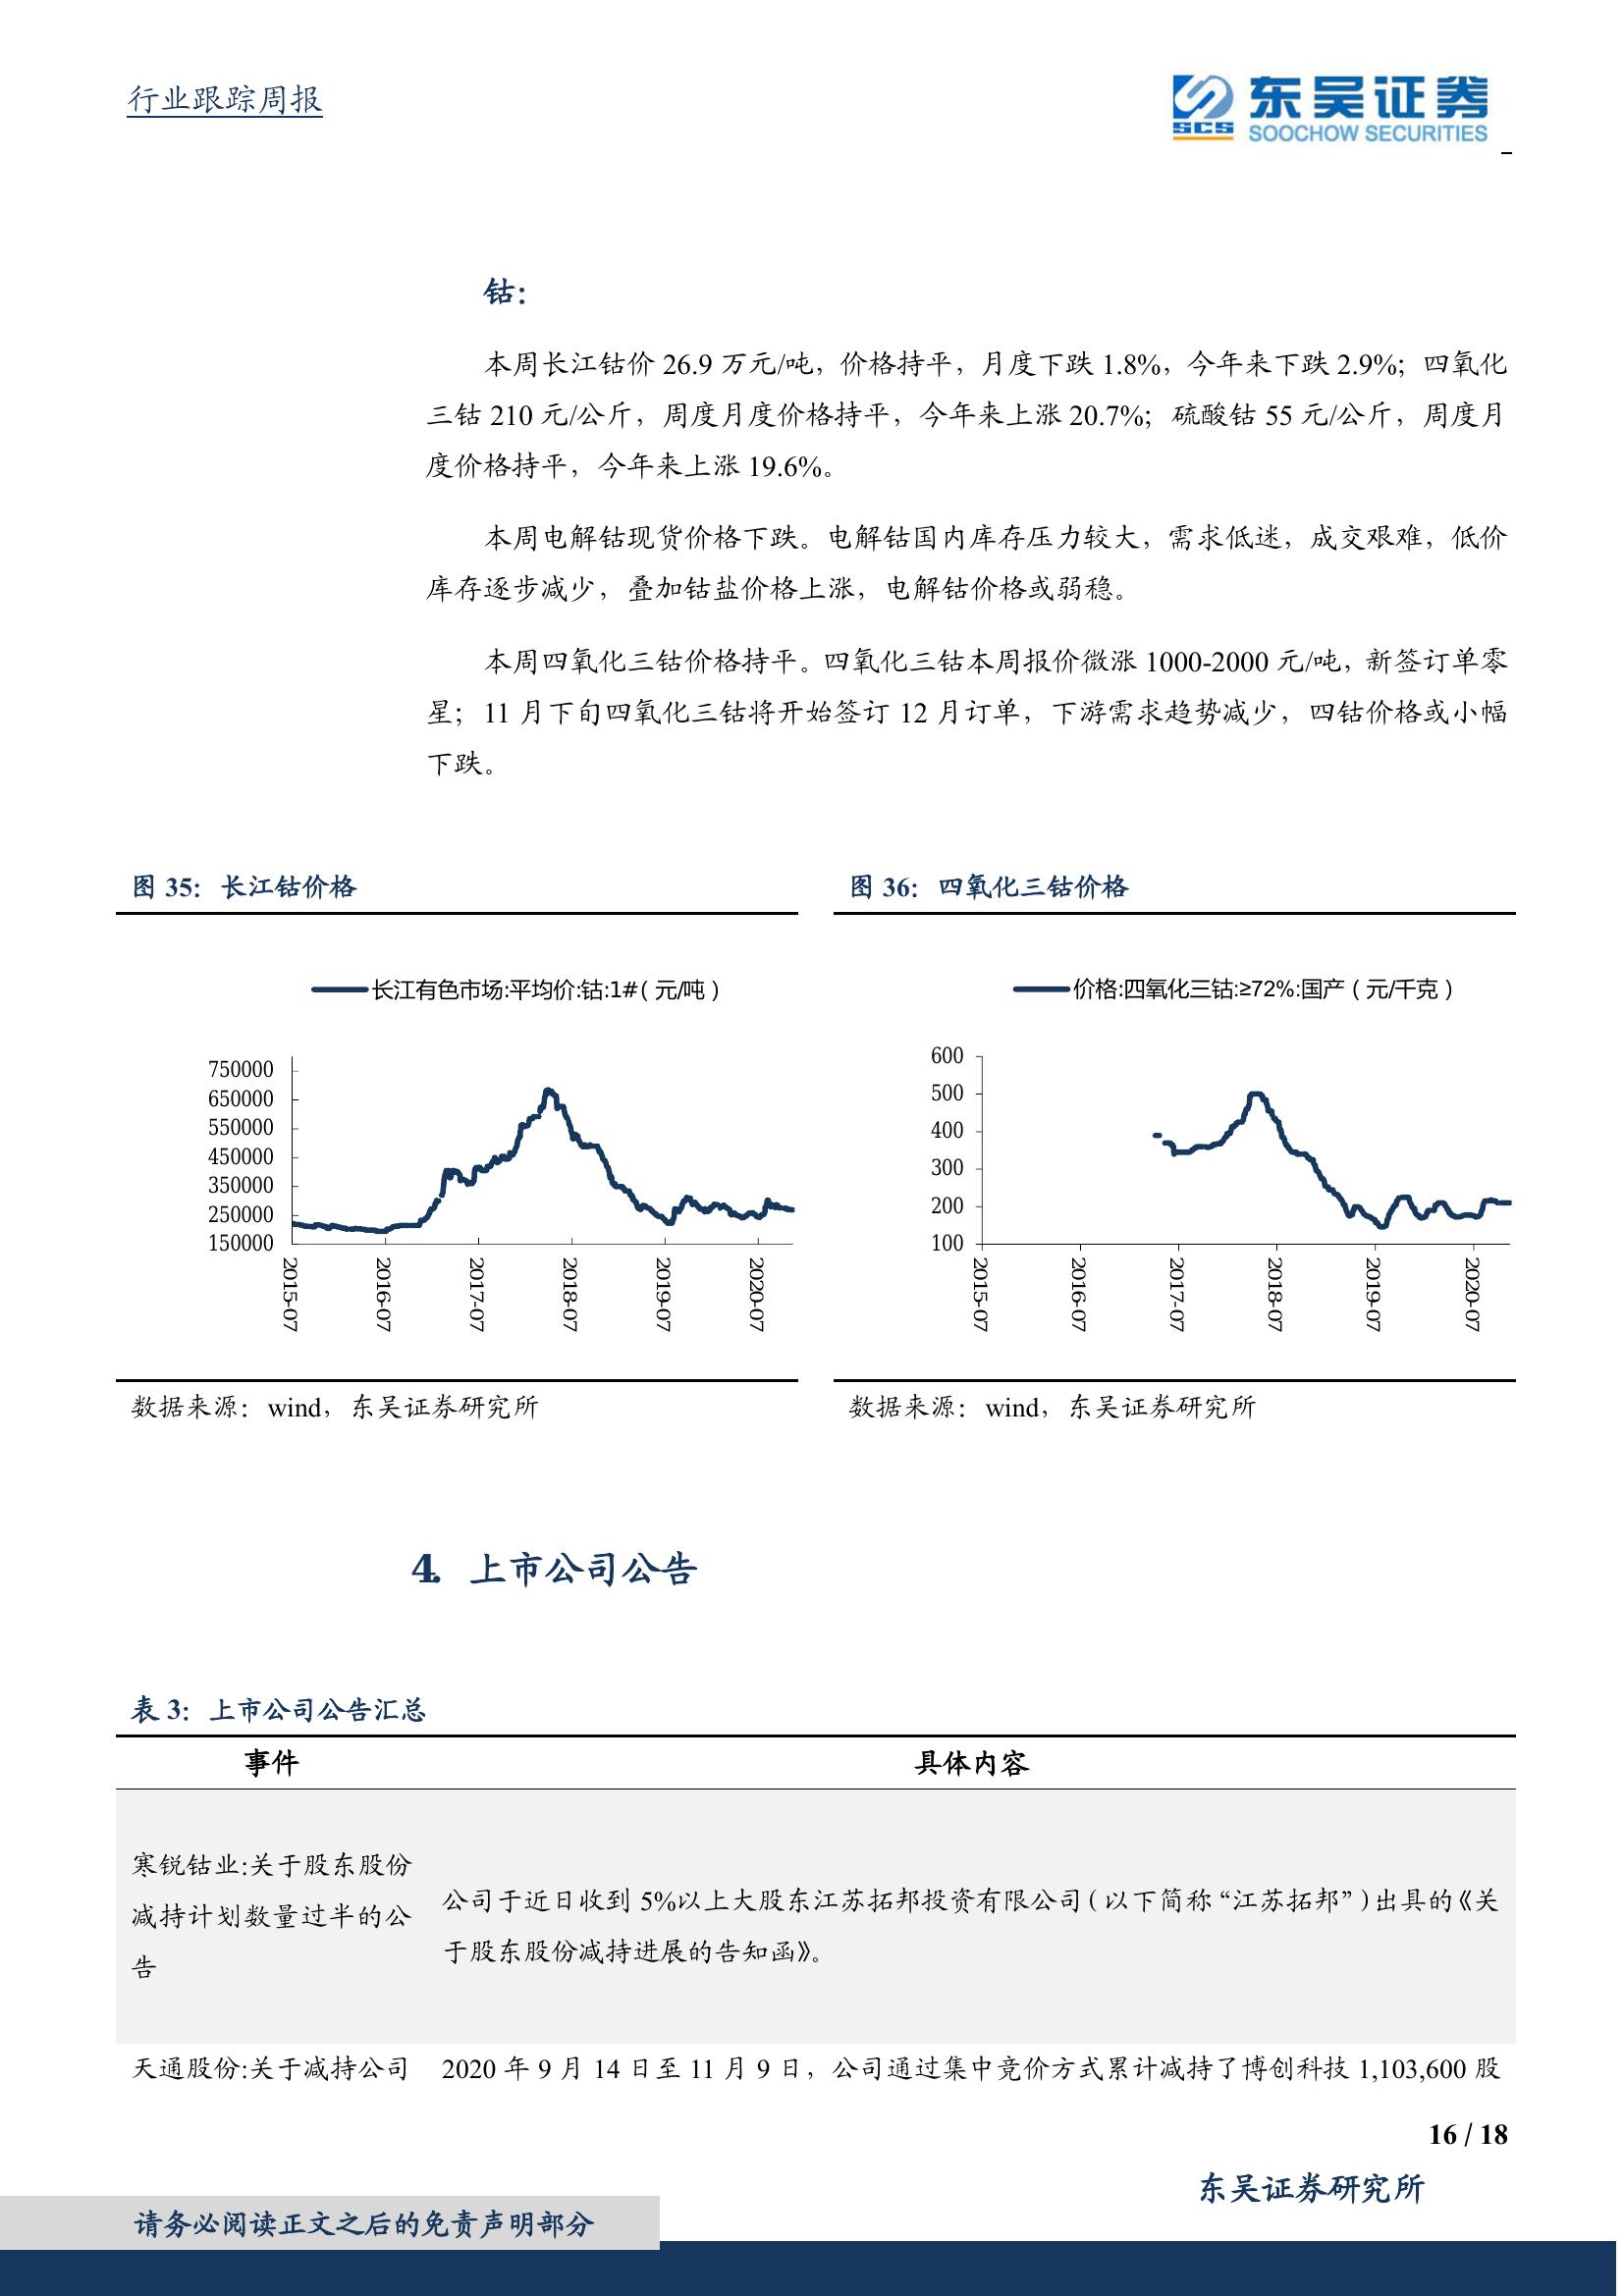 行业跟踪周报
SCS 东吴证券
SOOCHOW SECURITIES
钴：
本周长江钴价 26.9 万元/吨，价格持平，月度下跌 1.8%，今年来下跌 2.9%；四氧化
三钴 210 元/公斤，周度月度价格持平，今年来上涨 20.7%；硫酸钴 55 元/公斤，周度月
度价格持平，今年来上涨 19.6%。
本周电解钴现货价格下跌。电解钴国内库存压力较大，需求低迷，成交艰难，低价
库存逐步减少，叠加钴盐价格上涨，电解钴价格或弱稳。
本周四氧化三钴价格持平。四氧化三钴本周报价微涨 1000-2000 元/吨，新签订单零
星；11 月下旬四氧化三钴将开始签订 12 月订单，下游需求趋势减少，四钴价格或小幅
下跌。
图 35：长江钴价格
长江有色市场:平均价:钴:1#（元/吨）
750000
650000
550000
450000
350000
250000
150000
2015-07
2016-07
2017-07
2018-07
2019-07
2020-07
数据来源：wind，东吴证券研究所
图 36：四氧化三钴价格
价格:四氧化三钴:≥72%:国产（元/千克）
600
500
400
300
200
100
2015-07
2016-07
2017-07
2018-07
2019-07
2020-07
数据来源：wind，东吴证券研究所
4. 上市公司公告
表 3：上市公司公告汇总
事件 具体内容
寒锐钴业:关于股东股份
减持计划数量过半的公
告
公司于近日收到 5%以上大股东江苏拓邦投资有限公司（以下简称“江苏拓邦”）出具的《关
于股东股份减持进展的告知函》。
天通股份:关于减持公司 2020 年 9 月 14 日至 11 月 9 日，公司通过集中竞价方式累计减持了博创科技 1,103,600 股
16 / 18
东吴证券研究所
请务必阅读正文之后的免责声明部分